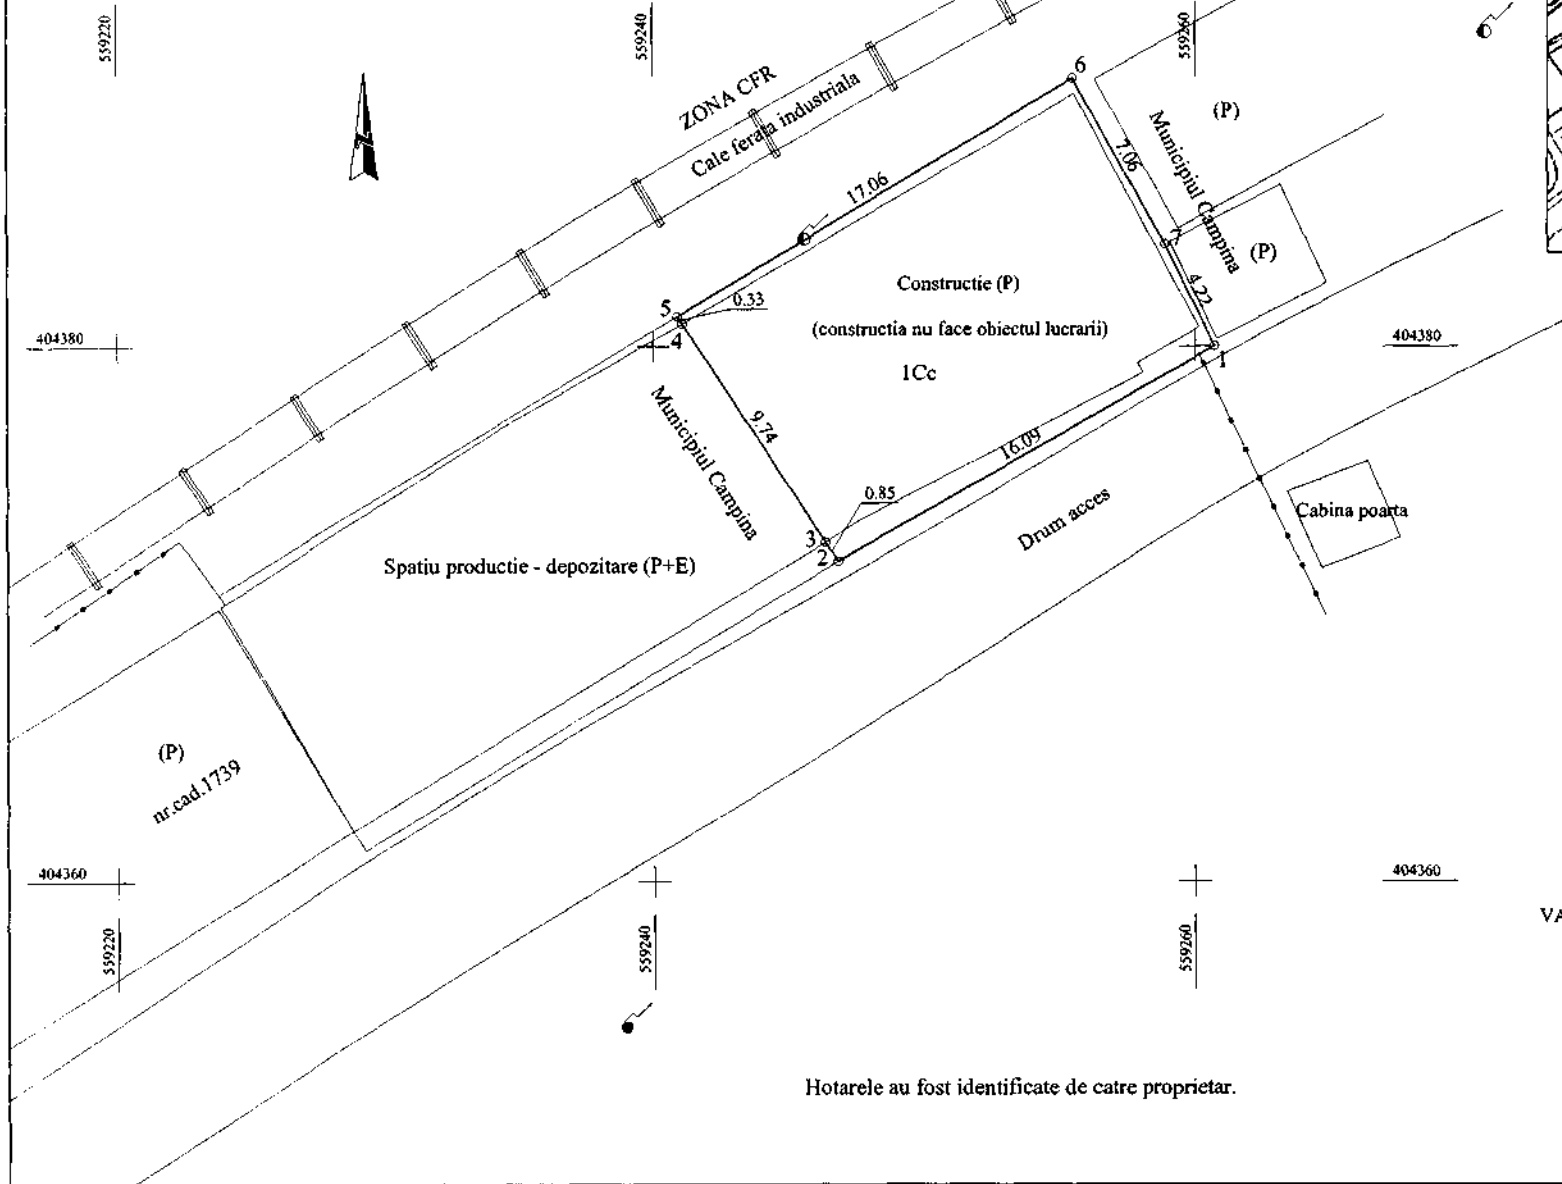 559220
559240
559260
6
ZONA CFR
Cale ferata industriala
(P)
7.06
Municipiul Campina
17.06
7
(P)
4.22
Constructie (P)
5
0.33
(constructia nu face obiectul lucrarii)
404380
4
404380
1
1Cc
Municipiul Campina
9.74
16.09
0.85
Drum acces
Cabina poarta
3
2
Spatiu productie - depozitare (P+E)
(P)
nr.cad.1739
404360
404360
VA
559220
559240
559260
Hotarele au fost identificate de catre proprietar.